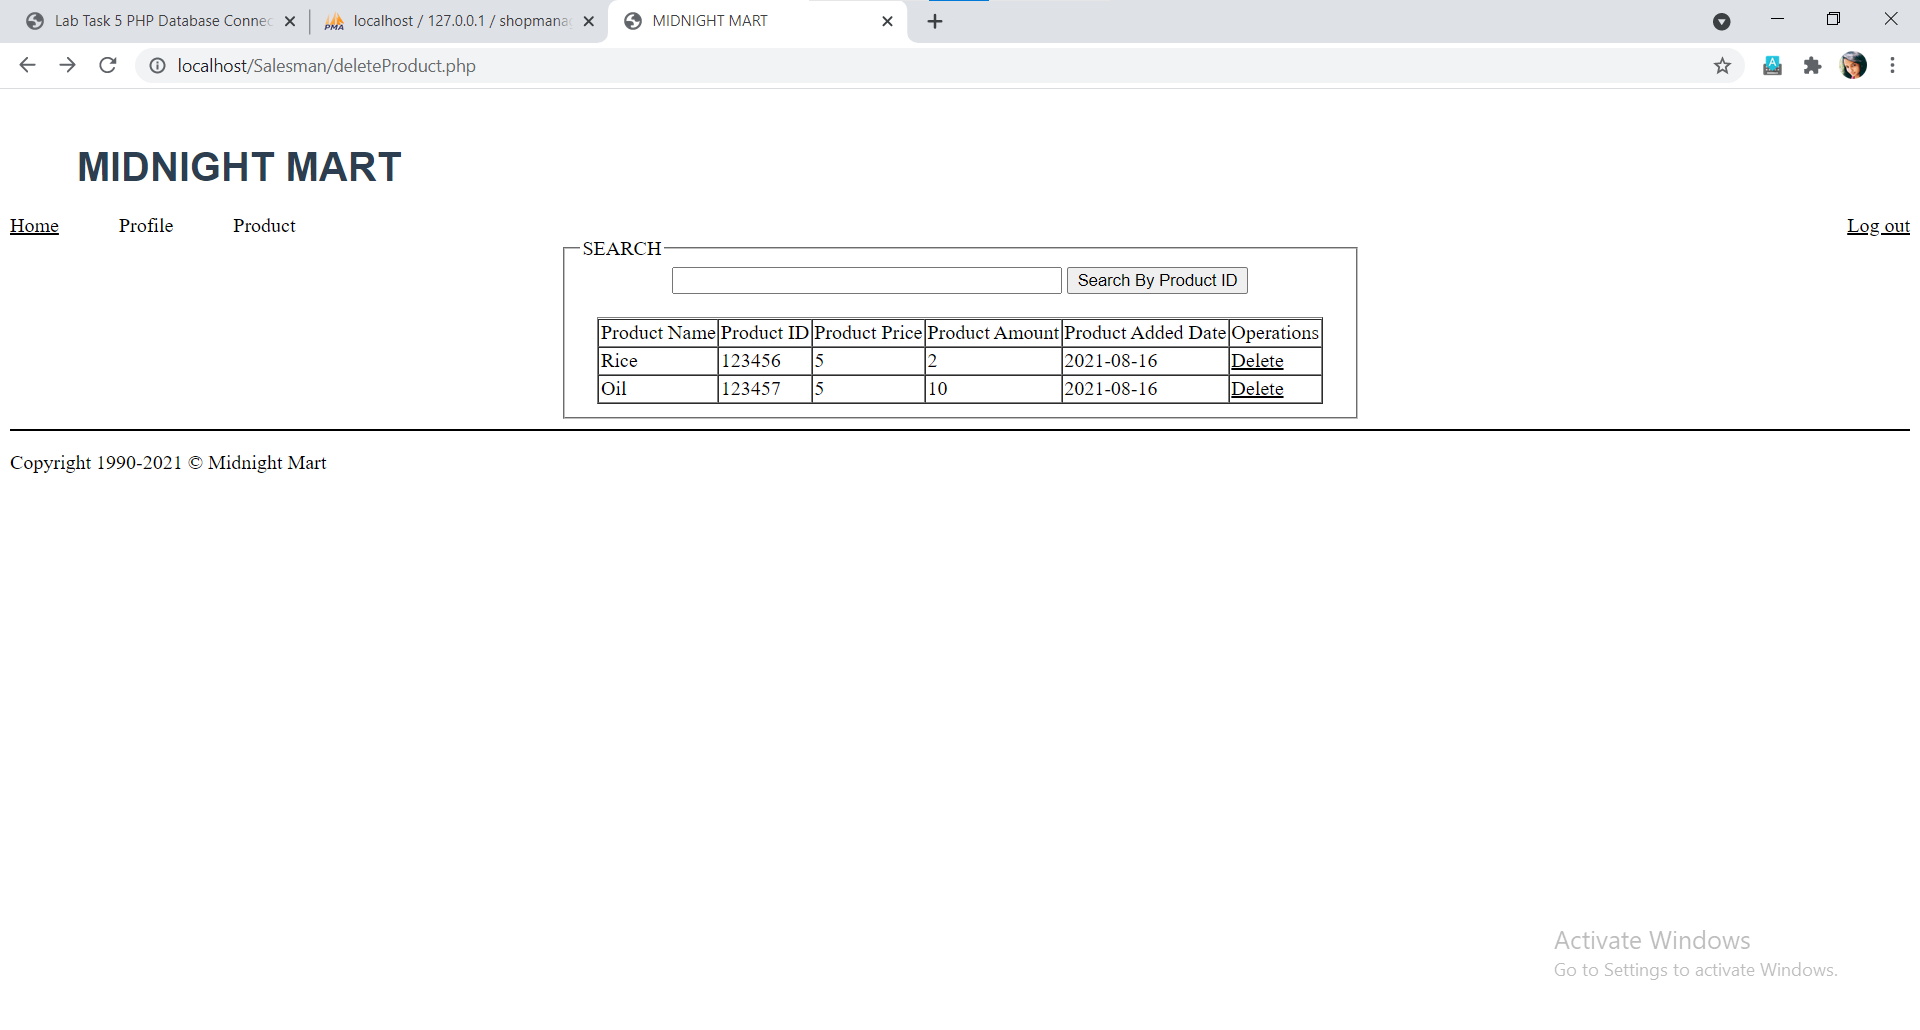 Lab Task 5 PHP Database Connec
localhost / 127.0.0.1 / shopmana
MIDNIGHT MART
localhost/Salesman/deleteProduct.php
MIDNIGHT MART
Home Profile Product Log out
SEARCH
Search By Product ID
Product Name Product ID Product Price Product Amount Product Added Date Operations
Rice 123456 5 2 2021-08-16 Delete
Oil 123457 5 10 2021-08-16 Delete
Copyright 1990-2021 © Midnight Mart
Activate Windows
Go to Settings to activate Windows.